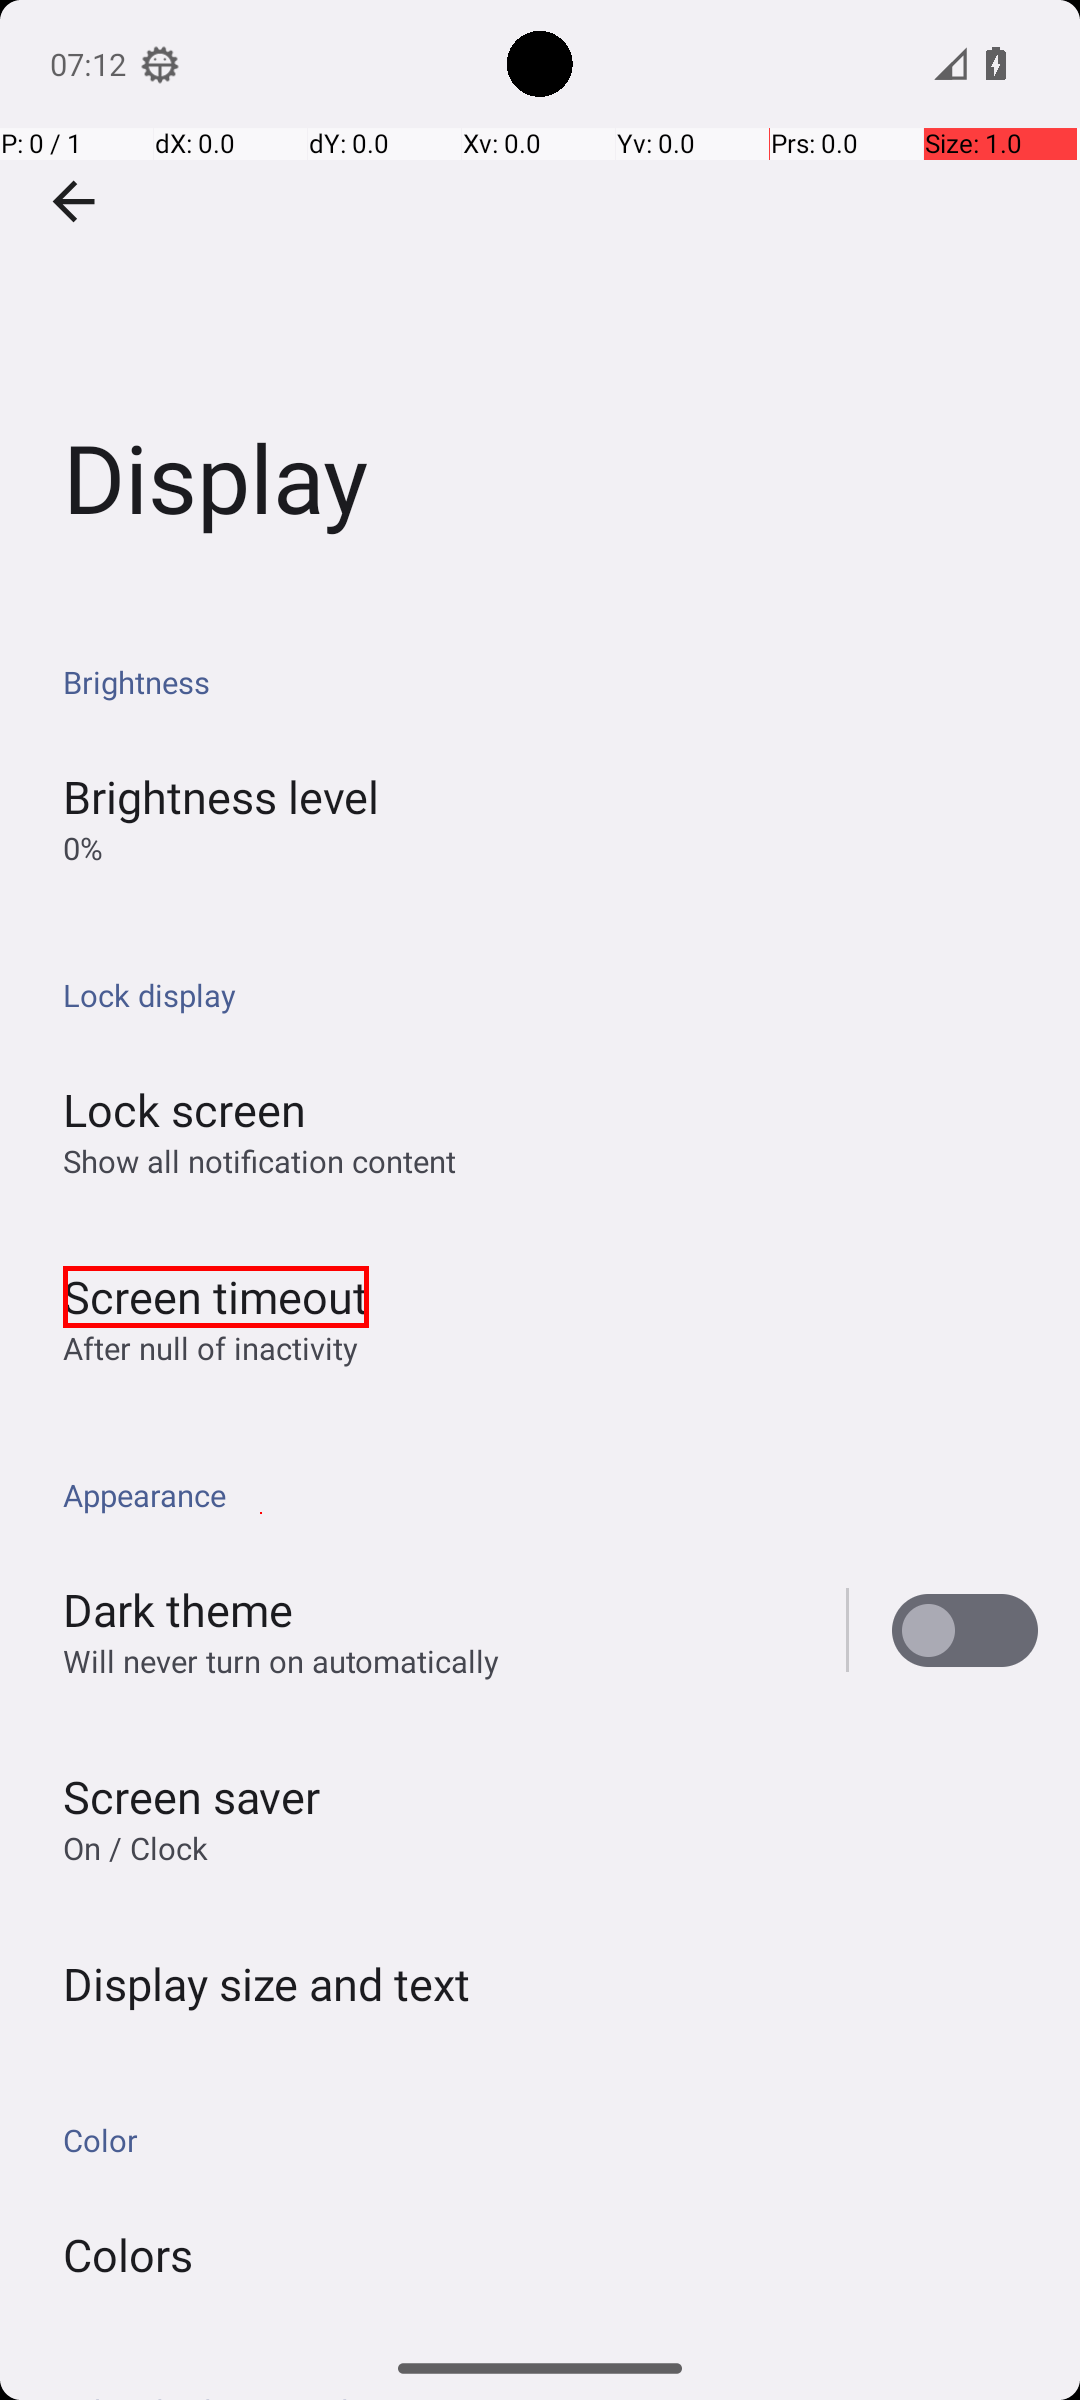 07:12
P: 0 / 1 dX: 0.0 dY: 0.0 Xv: 0.0 Yv: 0.0 Prs: 0.0 Size: 1.0
Display
Brightness
Brightness level
0%
Lock display
Lock screen
Show all notification content
Screen timeout
After null of inactivity
Appearance
Dark theme
Will never turn on automatically
Screen saver
On / Clock
Display size and text
Color
Colors